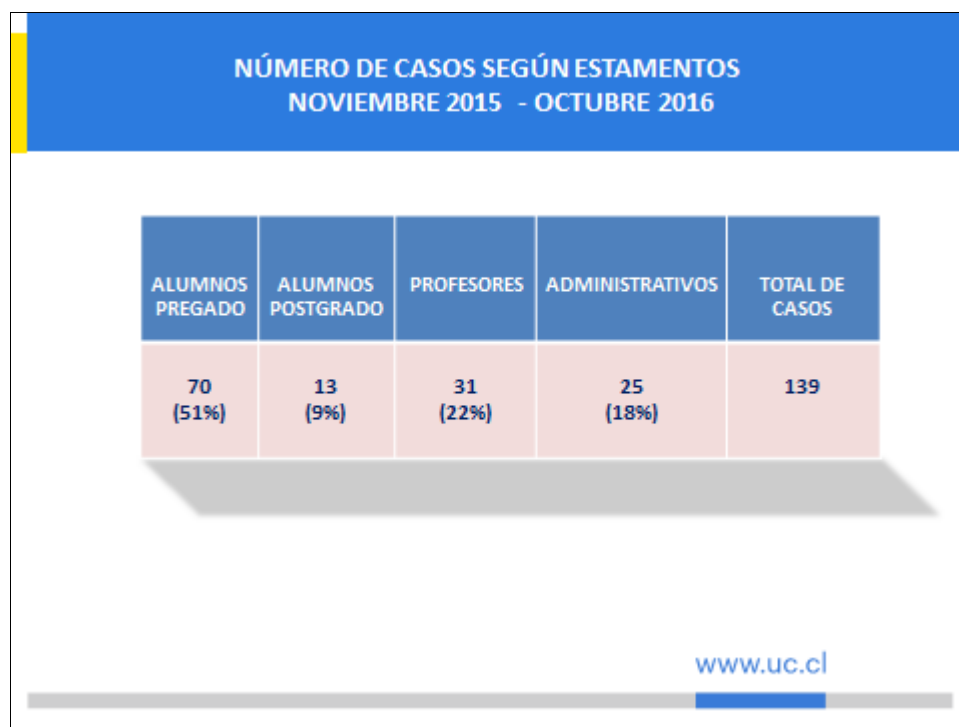 NÚMERO DE CASOS SEGÚN ESTAMENTOS
NOVIEMBRE 2015 - OCTUBRE 2016
ALUMNOS PREGADO
ALUMNOS POSTGRADO
PROFESORES
ADMINISTRATIVOS
TOTAL DE CASOS
70 (51%)
13 (9%)
31 (22%)
25 (18%)
139
www.uc.cl